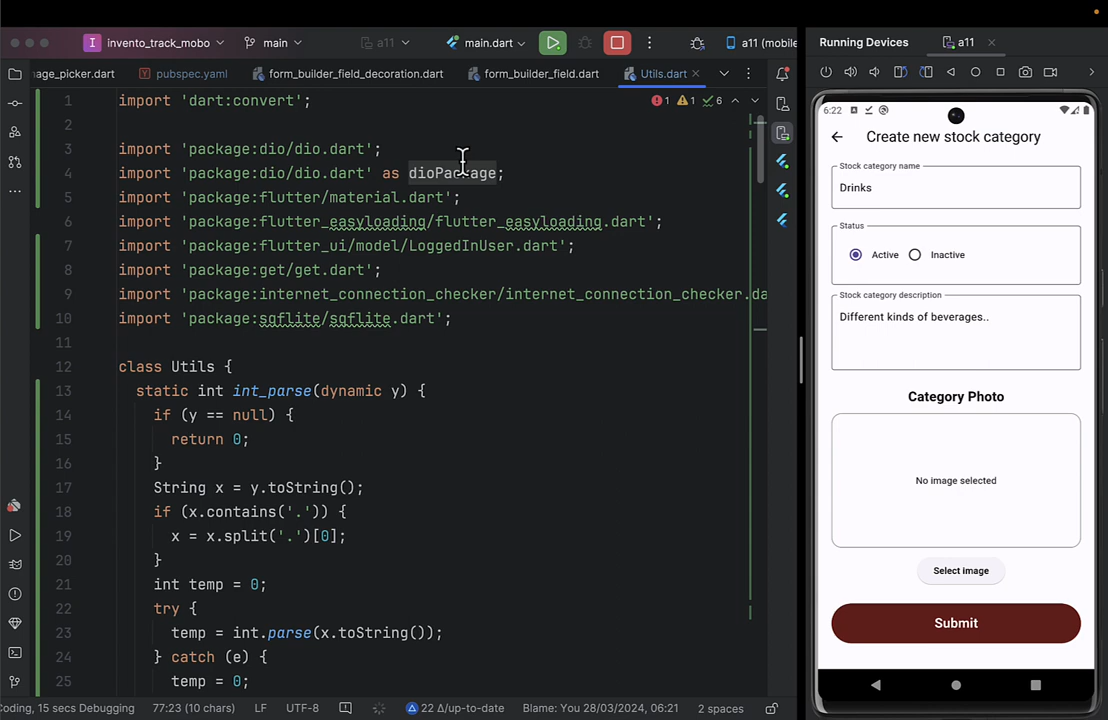 invento_track_mobo
main
a11
main.dart
a11 (mobile
Running Devices
a11
age_picker.dart
pubspec.yaml
form_builder_field_decoration.dart
form_builder_field.dart
Utils.dart
1 1 6
1 import 'dart:convert';
2
3 import 'package:dio/dio.dart';
4 import 'package:dio/dio.dart' as dioPackage;
5 import 'package:flutter/material.dart';
6 import 'package:flutter_easyloading/flutter_easyloading.dart';
7 import 'package:flutter_ui/model/LoggedInUser.dart';
8 import 'package:get/get.dart';
9 import 'package:internet_connection_checker/internet_connection_checker.da
10 import 'package:sqflite/sqflite.dart';
11
12 class Utils {
13 static int int_parse(dynamic y) {
14 if (y == null) {
15 return 0;
16 }
17 String x = y.toString();
18 if (x.contains('.')) {
19 x = x.split('.')[0];
20 }
21 int temp = 0;
22 try {
23 temp = int.parse(x.toString());
24 } catch (e) {
25 temp = 0;
oding, 15 secs Debugging
77:23 (10 chars)
LF
UTF-8
22 Δ/up-to-date
Blame: You 28/03/2024, 06:21
2 spaces
6:22
Create new stock category
Stock category name
Drinks
Status
Active
Inactive
Stock category description
Different kinds of beverages..
Category Photo
No image selected
Select image
Submit